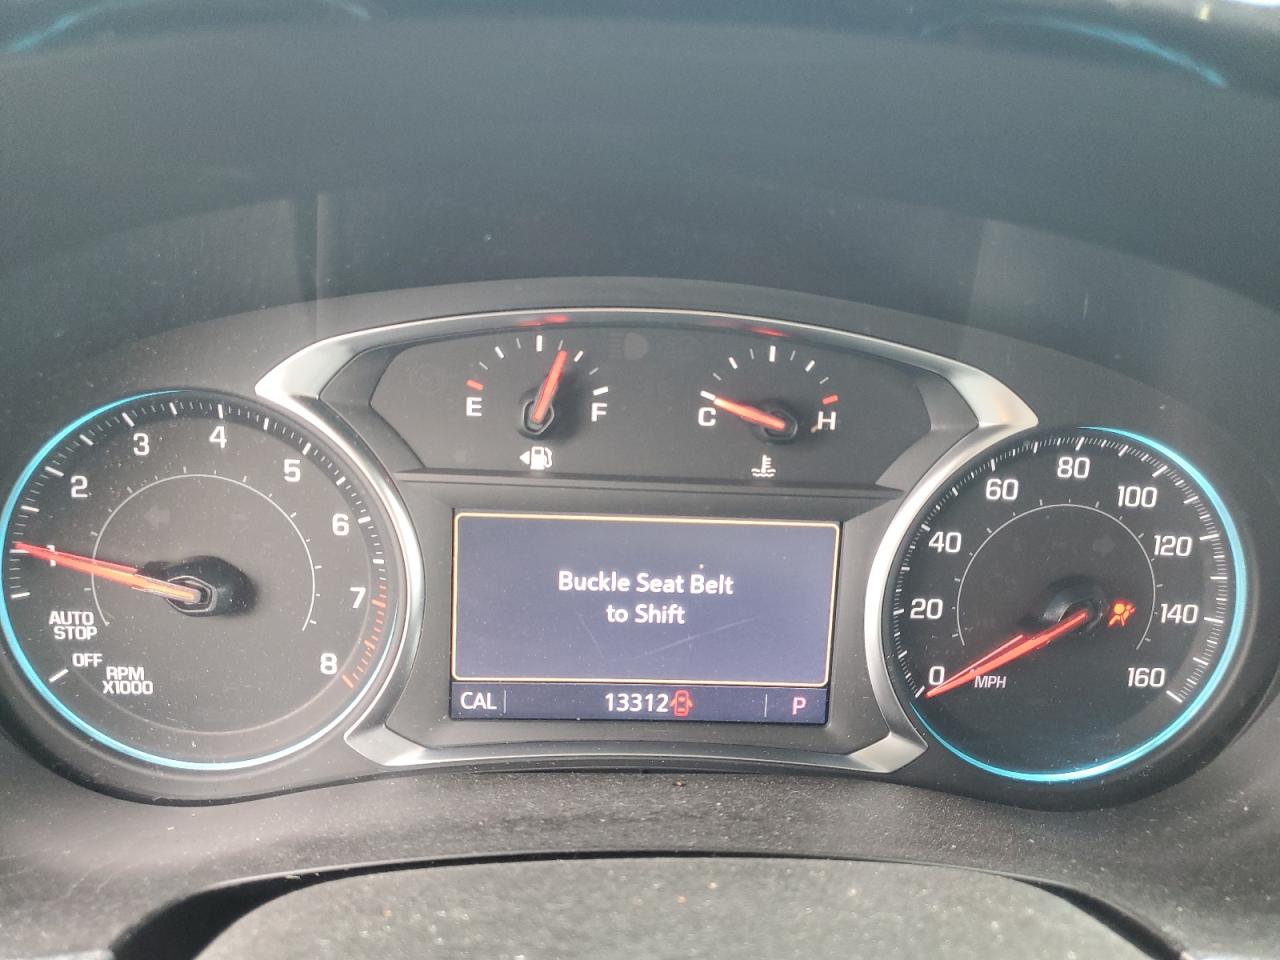 E F
C H
1 2 3 4 5 6 7 8
AUTO
STOP
OFF
RPM
X1000
Buckle Seat Belt
to Shift
CAL 13312 P
0 20 40 60 80 100 120 140 160
MPH